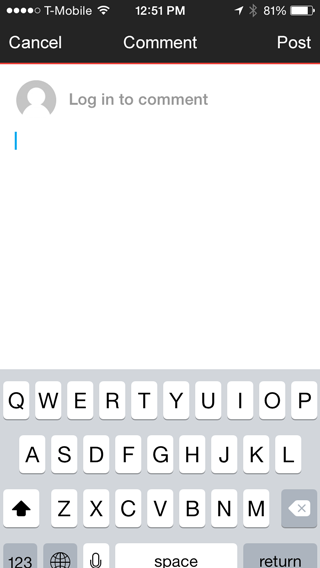 T-Mobile 12:51 PM 81%
Cancel Comment Post
Log in to comment
Q W E R T Y U I O P
A S D F G H J K L
Z X C V B N M
123 space return